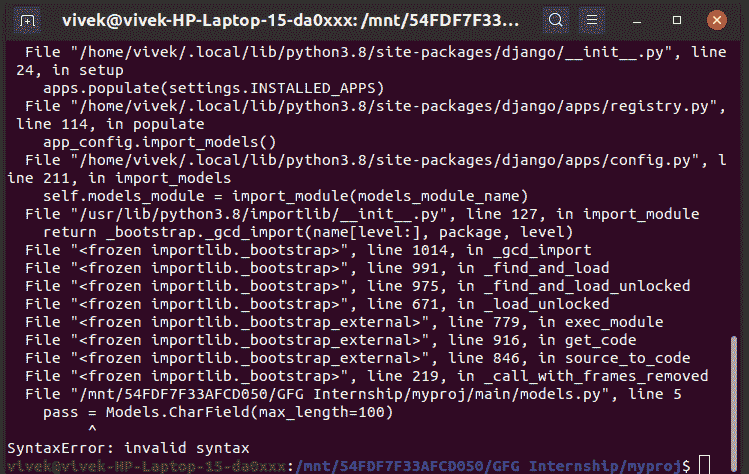 vivek@vivek-HP-Laptop-15-da0xxx: /mnt/54FDF7F33...
File "/home/vivek/.local/lib/python3.8/site-packages/django/__init__.py", line
24, in setup
apps.populate(settings.INSTALLED_APPS)
File "/home/vivek/.local/lib/python3.8/site-packages/django/apps/registry.py",
line 114, in populate
app_config.import_models()
File "/home/vivek/.local/lib/python3.8/site-packages/django/apps/config.py", l
ine 211, in import_models
self.models_module = import_module(models_module_name)
File "/usr/lib/python3.8/importlib/__init__.py", line 127, in import_module
return _bootstrap._gcd_import(name[level:], package, level)
File "<frozen importlib._bootstrap>", line 1014, in _gcd_import
File "<frozen importlib._bootstrap>", line 991, in _find_and_load
File "<frozen importlib._bootstrap>", line 975, in _find_and_load_unlocked
File "<frozen importlib._bootstrap>", line 671, in _load_unlocked
File "<frozen importlib._bootstrap_external>", line 779, in exec_module
File "<frozen importlib._bootstrap_external>", line 916, in get_code
File "<frozen importlib._bootstrap_external>", line 846, in source_to_code
File "<frozen importlib._bootstrap>", line 219, in _call_with_frames_removed
File "/mnt/54FDF7F33AFCD050/GFG Internship/myproj/main/models.py", line 5
pass = Models.CharField(max_length=100)
^
SyntaxError: invalid syntax
vivek@vivek-HP-Laptop-15-da0xxx:/mnt/54FDF7F33AFCD050/GFG Internship/myproj$